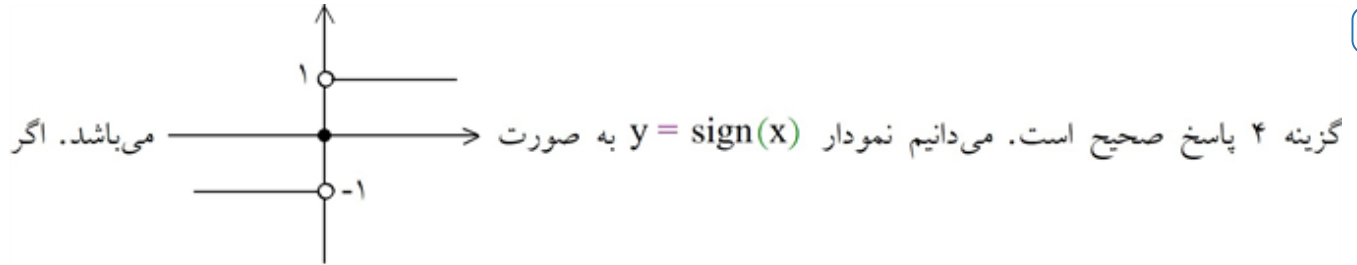 گزینه ۴ پاسخ صحیح است. می‌دانیم نمودار y = sign(x) به صورت می‌باشد. اگر
۱
-۱